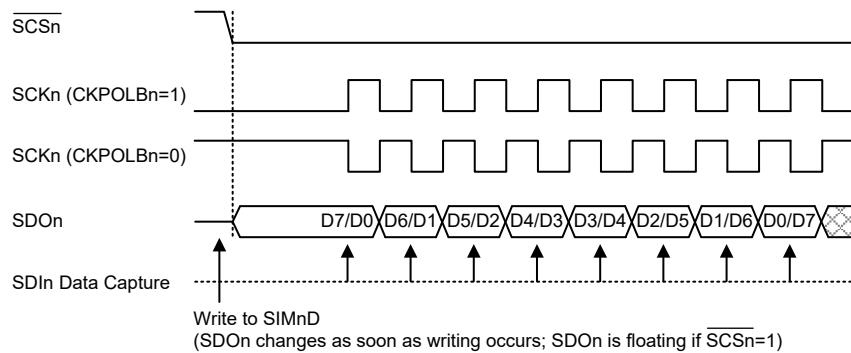 SCSn
SCKn (CKPOLBn=1)
SCKn (CKPOLBn=0)
SDOn D7/D0 D6/D1 D5/D2 D4/D3 D3/D4 D2/D5 D1/D6 D0/D7
SDIn Data Capture
Write to SIMnD
(SDOn changes as soon as writing occurs; SDOn is floating if SCSn=1)